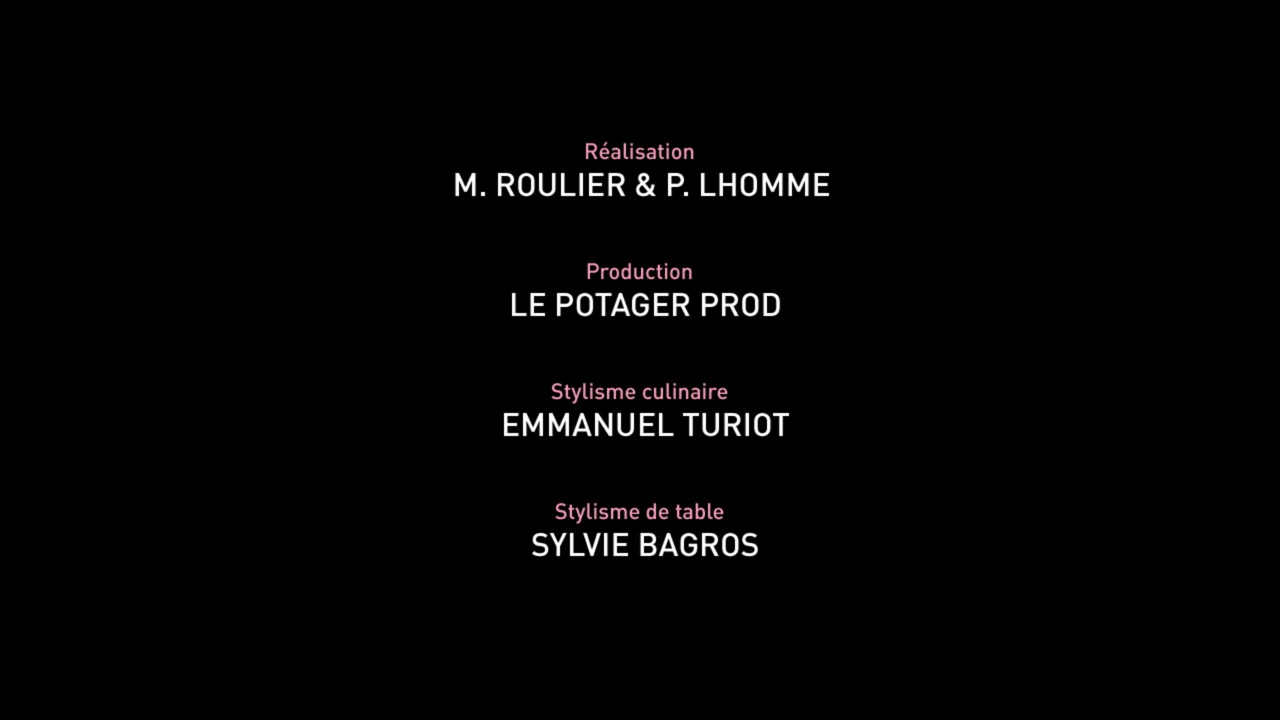 Réalisation
M. ROULIER & P. LHOMME
Production
LE POTAGER PROD
Stylisme culinaire
EMMANUEL TURIOT
Stylisme de table
SYLVIE BAGROS